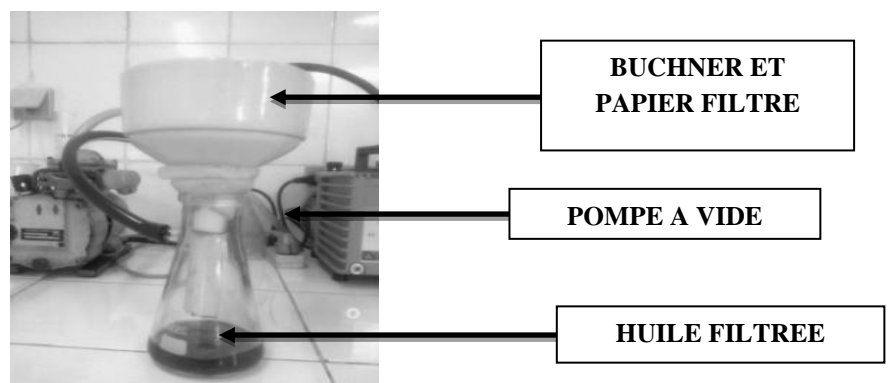 BUCHNER ET
PAPIER FILTRE
POMPE A VIDE
HUILE FILTREE